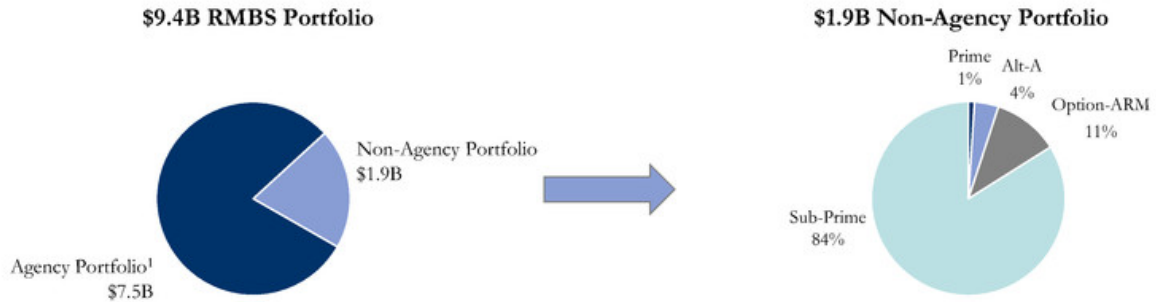 $9.4B RMBS Portfolio
Non-Agency Portfolio
$1.9B
Agency Portfolio¹
$7.5B
$1.9B Non-Agency Portfolio
Prime
1%
Alt-A
4%
Option-ARM
11%
Sub-Prime
84%